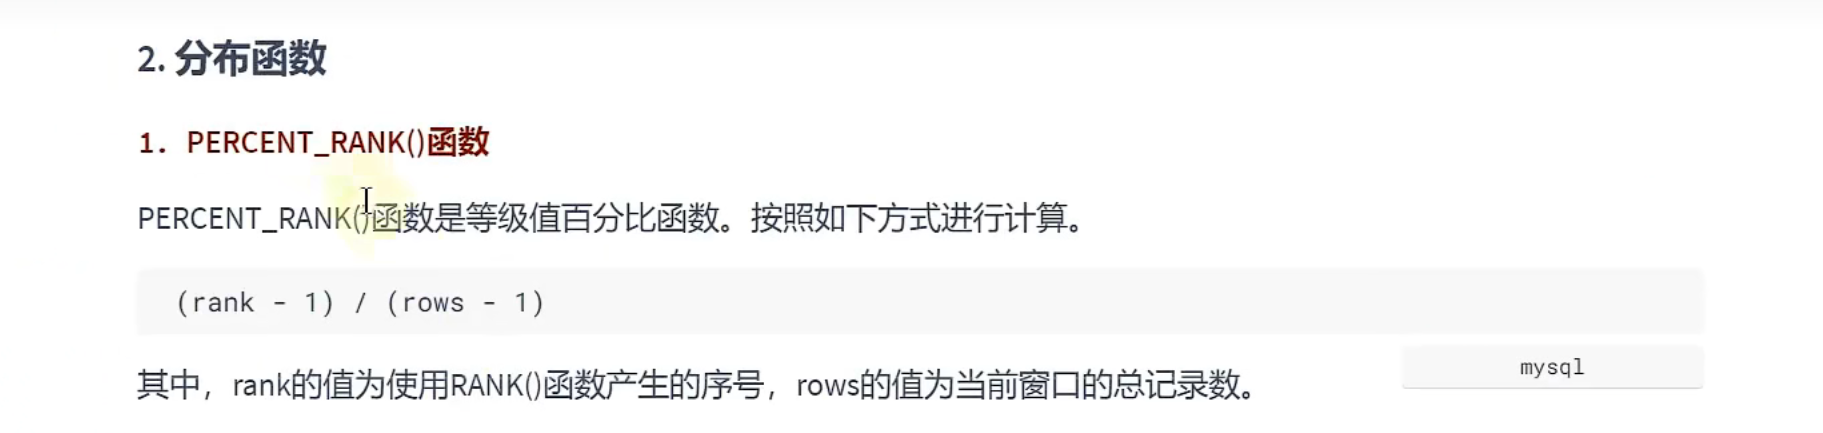 2. 分布函数
1. PERCENT_RANK()函数
PERCENT_RANK()函数是等级值百分比函数。按照如下方式进行计算。
(rank - 1) / (rows - 1)
mysql
其中，rank的值为使用RANK()函数产生的序号，rows的值为当前窗口的总记录数。